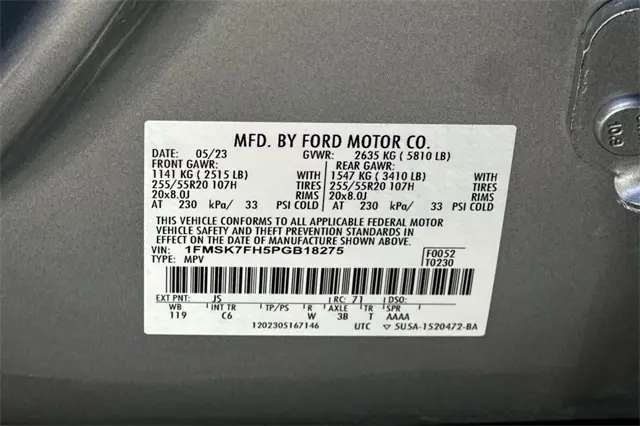 MFD. BY FORD MOTOR CO.
DATE: 05/23 GVWR: 2635 KG ( 5810 LB)
FRONT GAWR: REAR GAWR:
1141 KG ( 2515 LB) WITH 1547 KG ( 3410 LB) WITH
255/55R20 107H TIRES 255/55R20 107H TIRES
20x8.0J RIMS 20x8.0J RIMS
AT 230 kPa/ 33 PSI COLD AT 230 kPa/ 33 PSI COLD
THIS VEHICLE CONFORMS TO ALL APPLICABLE FEDERAL MOTOR
VEHICLE SAFETY AND THEFT PREVENTION STANDARDS IN
EFFECT ON THE DATE OF MANUFACTURE SHOWN ABOVE.
VIN: 1FMSK7FH5PGB18275 F0052
TYPE: MPV T0230
EXT PNT: JS RC: 71 DSO:
WB INT TR TP/PS R AXLE TR SPR
119 C6 W 3B T AAAA
1202305T67146 UTC ▽ 5U5A-1520472-BA
10.9